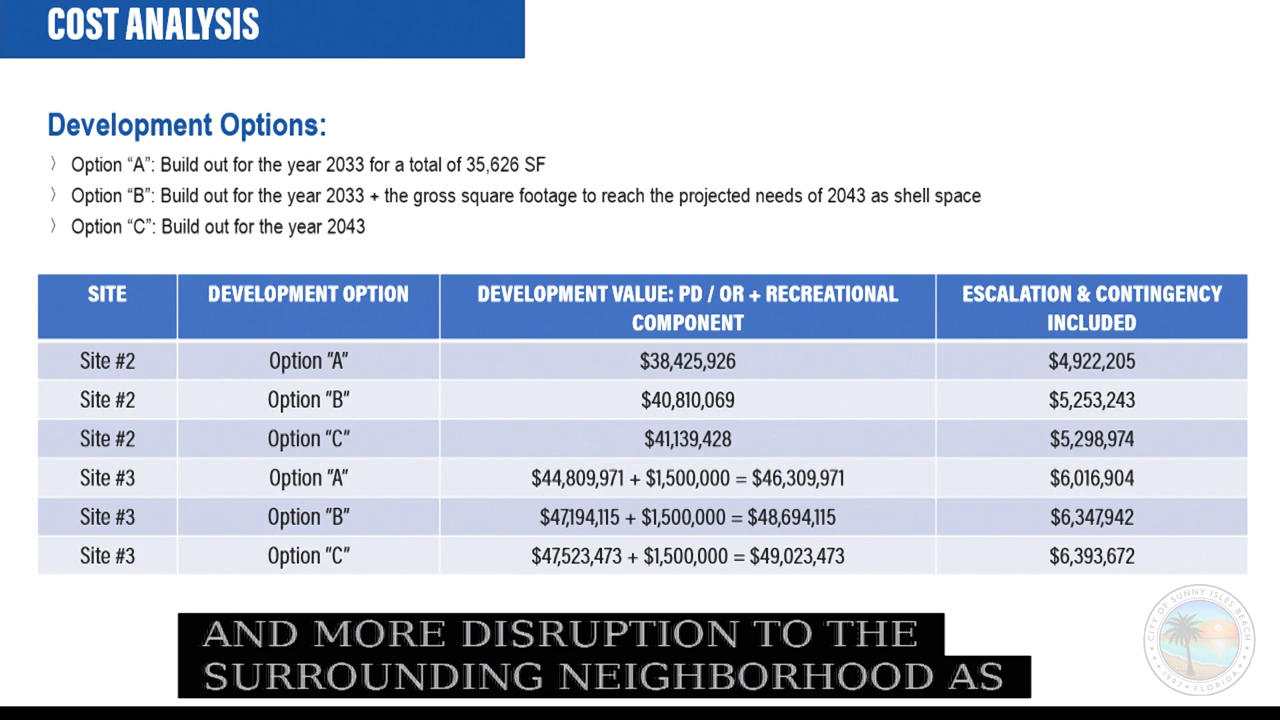 COST ANALYSIS
Development Options:
〉 Option “A”: Build out for the year 2033 for a total of 35,626 SF
〉 Option “B”: Build out for the year 2033 + the gross square footage to reach the projected needs of 2043 as shell space
〉 Option “C”: Build out for the year 2043
SITE DEVELOPMENT OPTION DEVELOPMENT VALUE: PD / OR + RECREATIONAL COMPONENT ESCALATION & CONTINGENCY INCLUDED
Site #2 Option "A" $38,425,926 $4,922,205
Site #2 Option "B" $40,810,069 $5,253,243
Site #2 Option "C" $41,139,428 $5,298,974
Site #3 Option "A" $44,809,971 + $1,500,000 = $46,309,971 $6,016,904
Site #3 Option "B" $47,194,115 + $1,500,000 = $48,694,115 $6,347,942
Site #3 Option "C" $47,523,473 + $1,500,000 = $49,023,473 $6,393,672
AND MORE DISRUPTION TO THE
SURROUNDING NEIGHBORHOOD AS
CITY OF SUNNY ISLES BEACH
1997 • FLORIDA